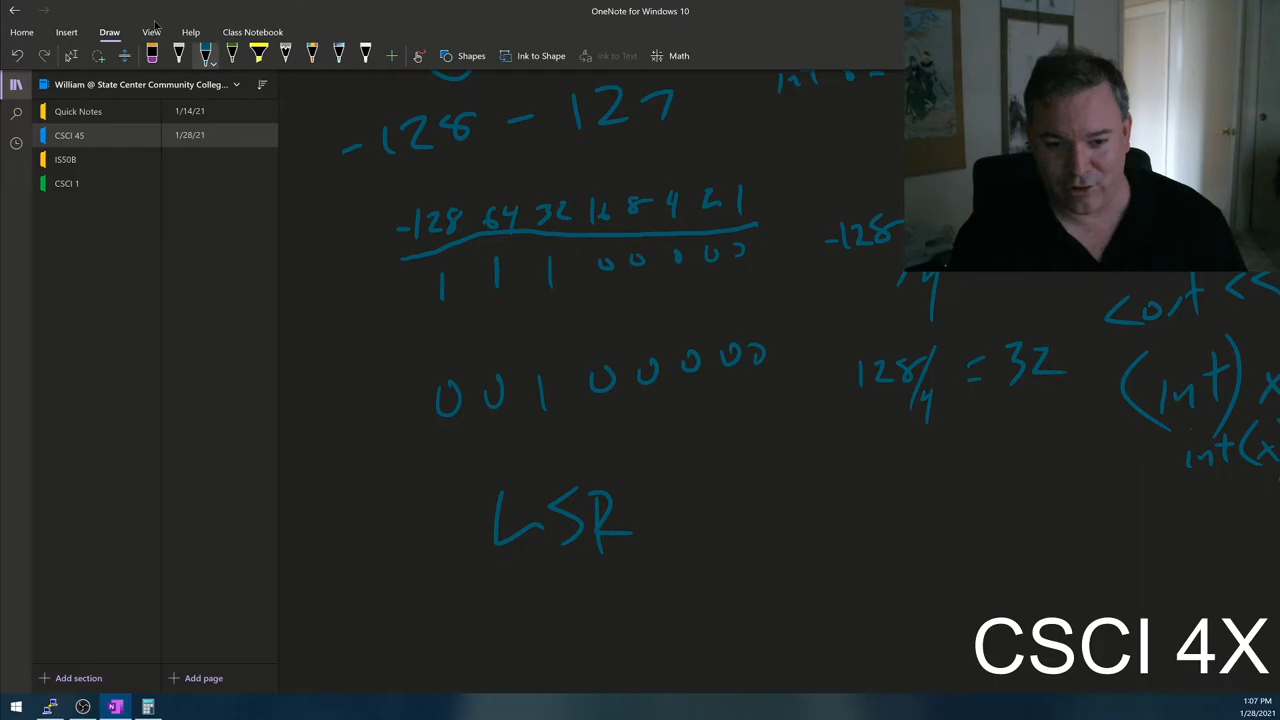 OneNote for Windows 10
Home Insert Draw View Help Class Notebook
Shapes Ink to Shape Ink to Text Math
William @ State Center Community Colleg...
Quick Notes 1/14/21
CSCI 45 1/28/21
IS50B
CSCI 1
-128 - 127
-128 64 32 16 8 4 2 1
1 1 1 0 0 0 0 0
-128
0 0 1 0 0 0 0 0
128/4 = 32
cout <<
(int) x
int(x
LSR
CSCI 4X
Add section Add page
1:07 PM
1/28/2021